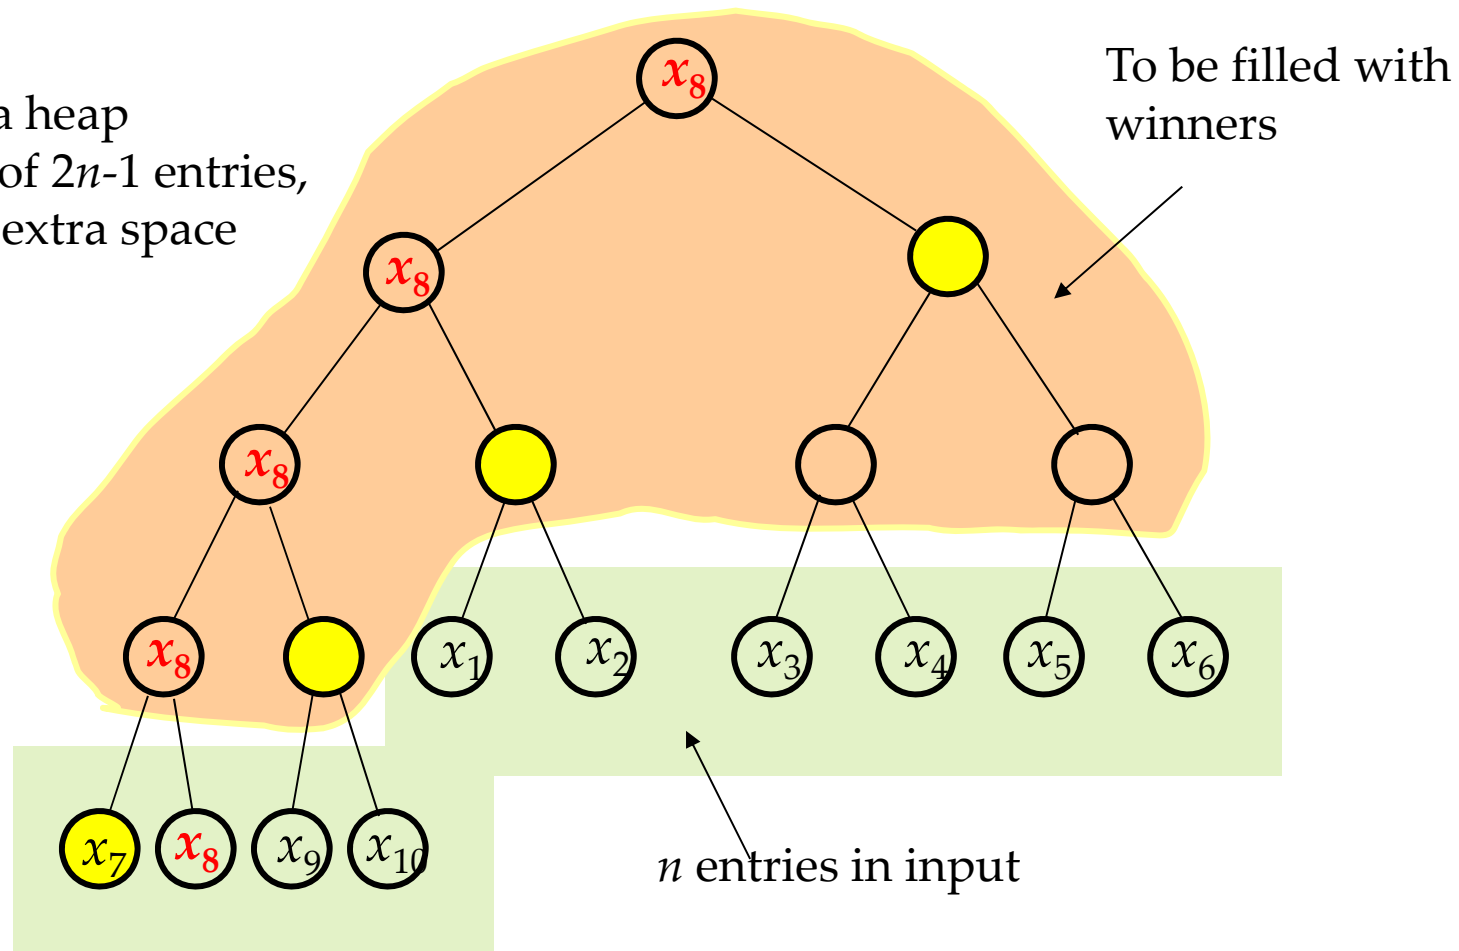 x8
To be filled with
winners
a heap
of 2n-1 entries,
extra space
x8
x8
x8
x1 x2 x3 x4 x5 x6
x7 x8 x9 x10
n entries in input